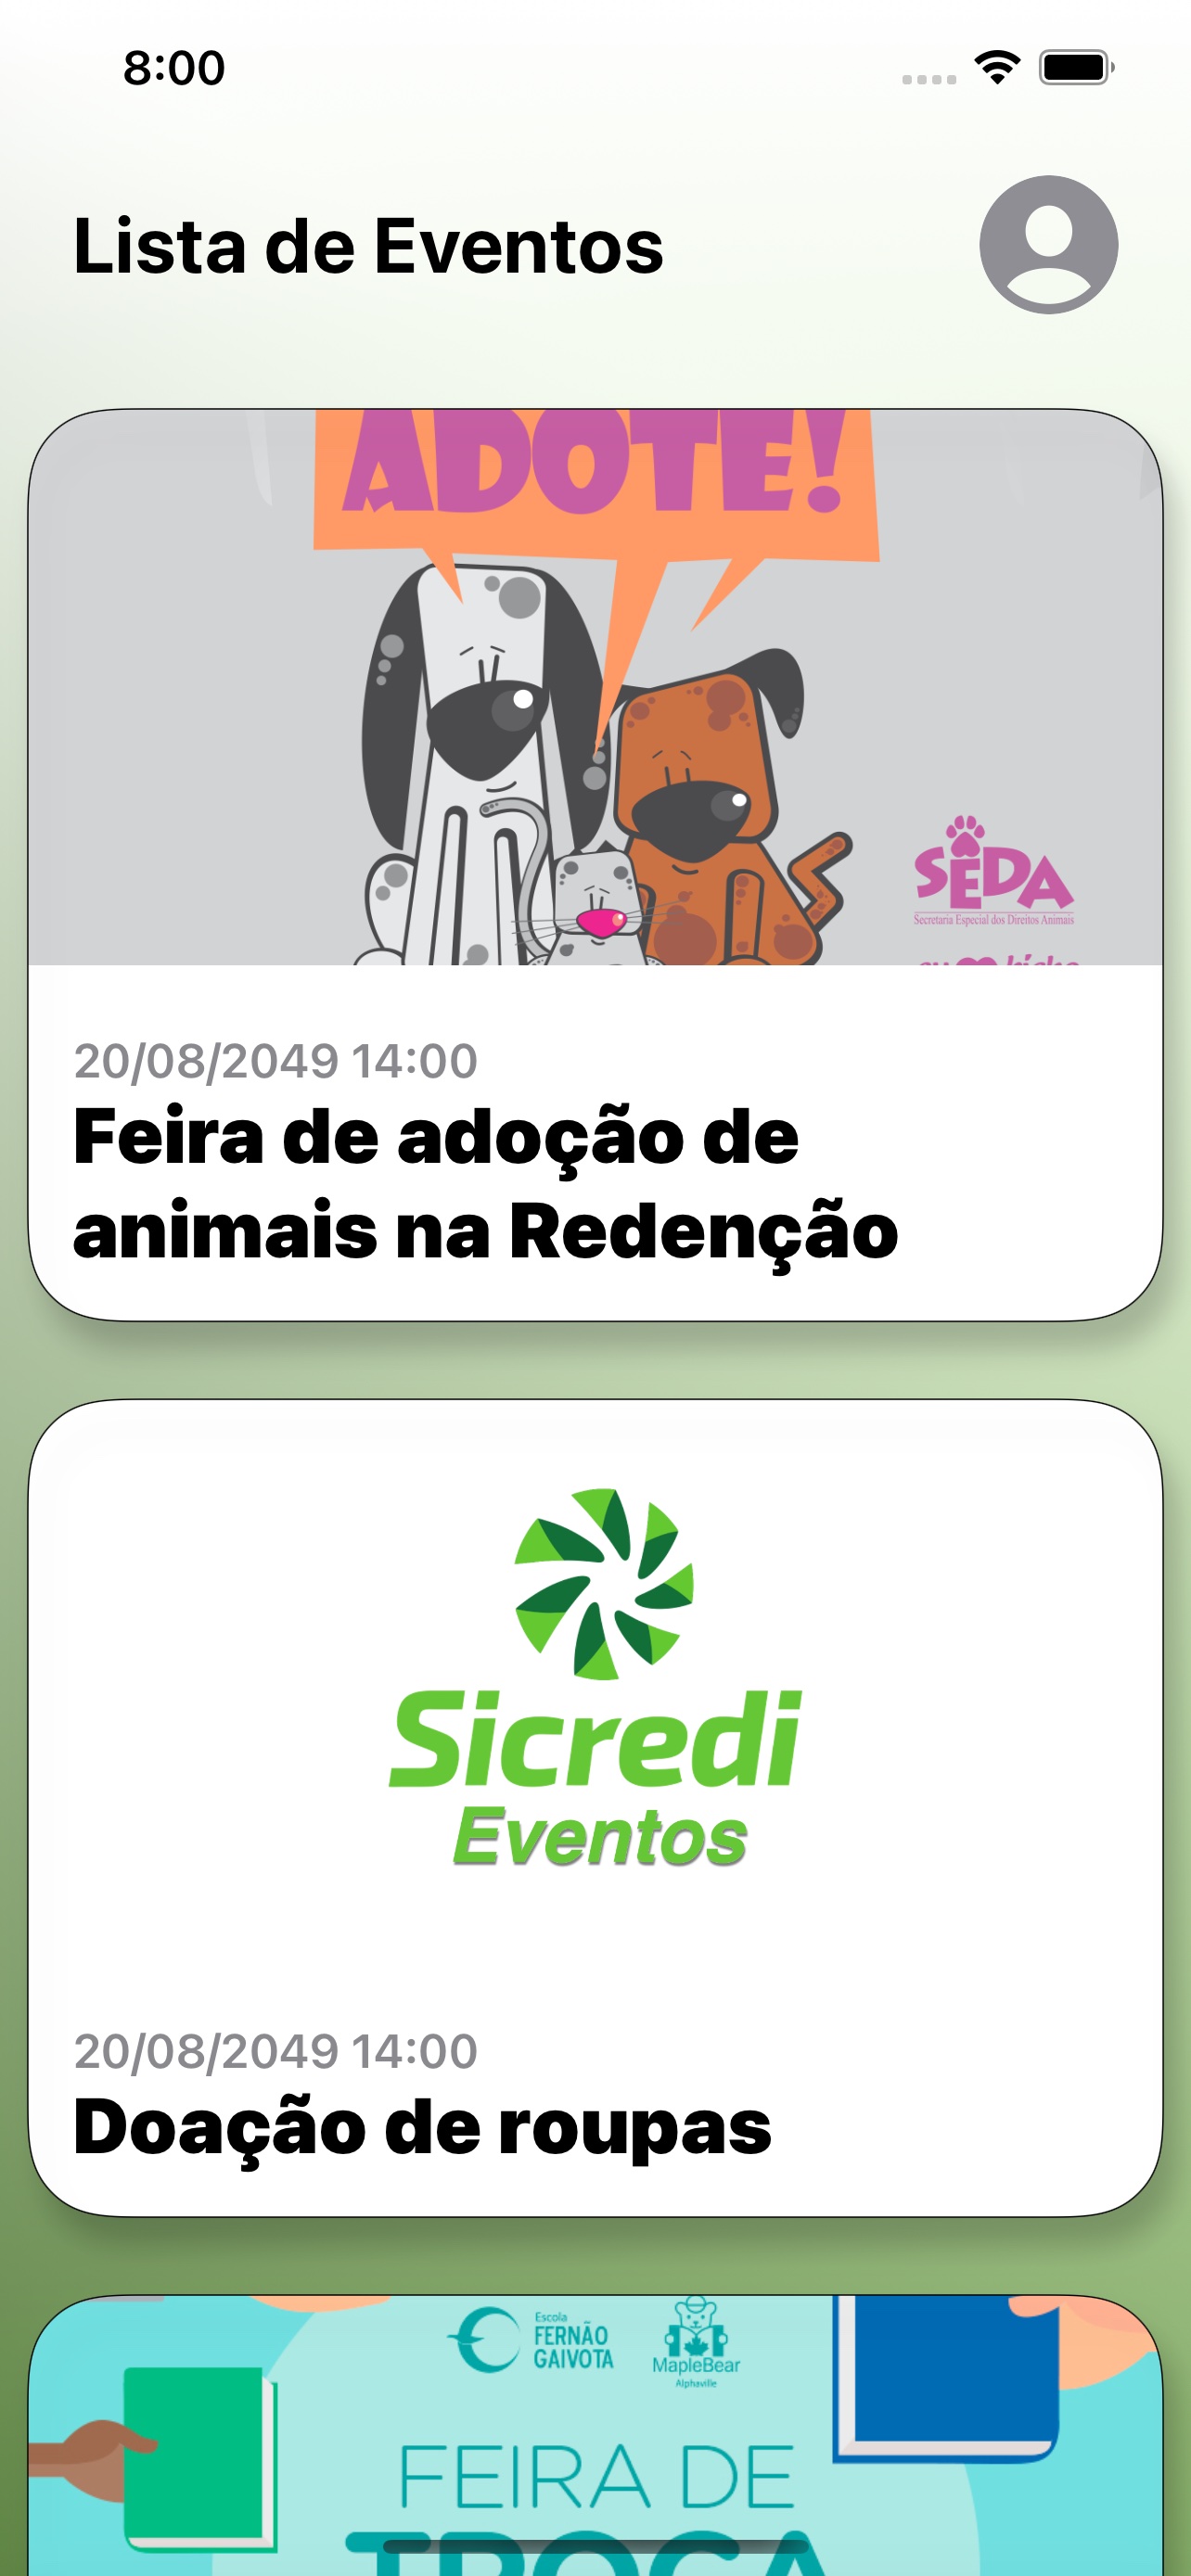 8:00
Lista de Eventos
ADOTE!
SEDA
Secretaria Especial dos Direitos Animais
20/08/2049 14:00
Feira de adoção de
animais na Redenção
Sicredi
Eventos
20/08/2049 14:00
Doação de roupas
Escola
FERNÃO
GAIVOTA
MapleBear
Alphaville
FEIRA DE
TROCA